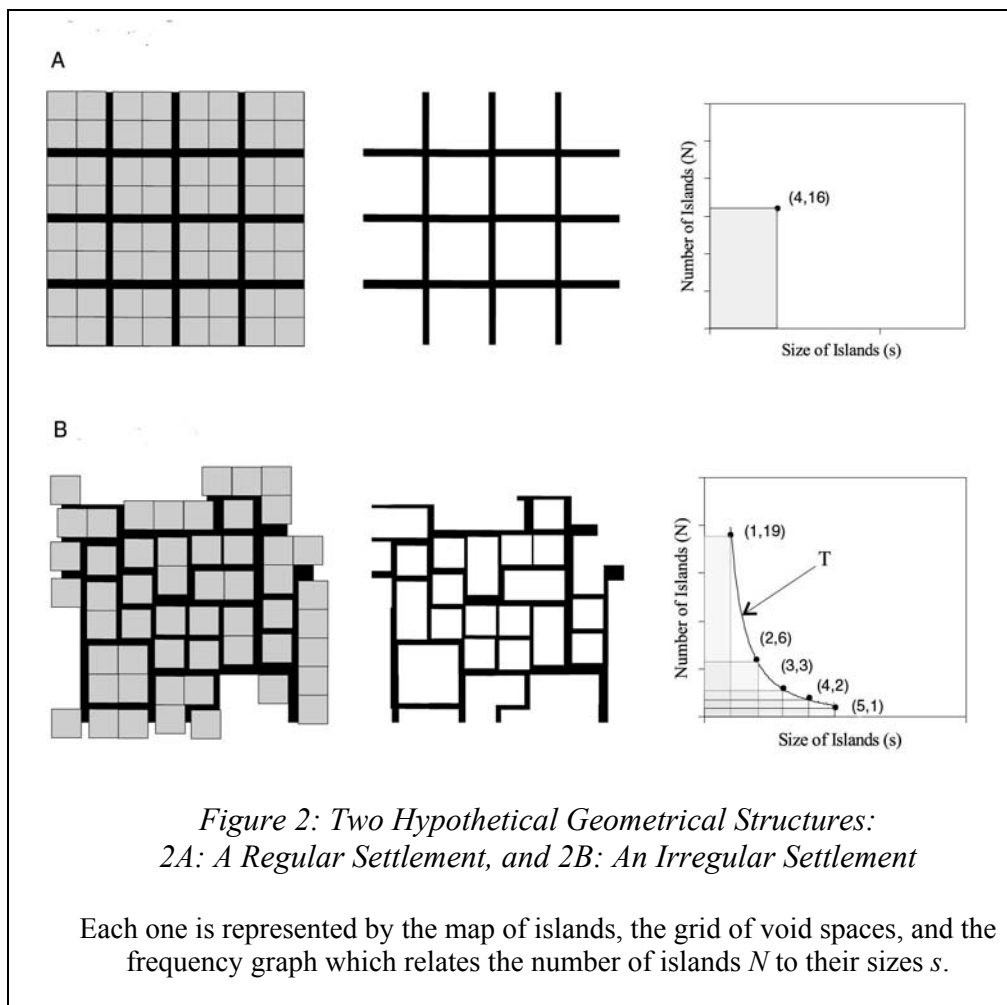 A
Number of Islands (N)
(4,16)
Size of Islands (s)
B
Number of Islands (N)
(1,19)
T
(2,6)
(3,3)
(4,2)
(5,1)
Size of Islands (s)
Figure 2: Two Hypothetical Geometrical Structures:
2A: A Regular Settlement, and 2B: An Irregular Settlement
Each one is represented by the map of islands, the grid of void spaces, and the
frequency graph which relates the number of islands N to their sizes s.